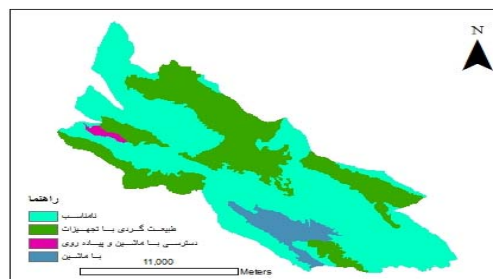 N
راهنما
نامناسب
طبیعت گردی با تجهیزات
دسترسی با ماشین و پیاده روی
با ماشین
11,000
Meters